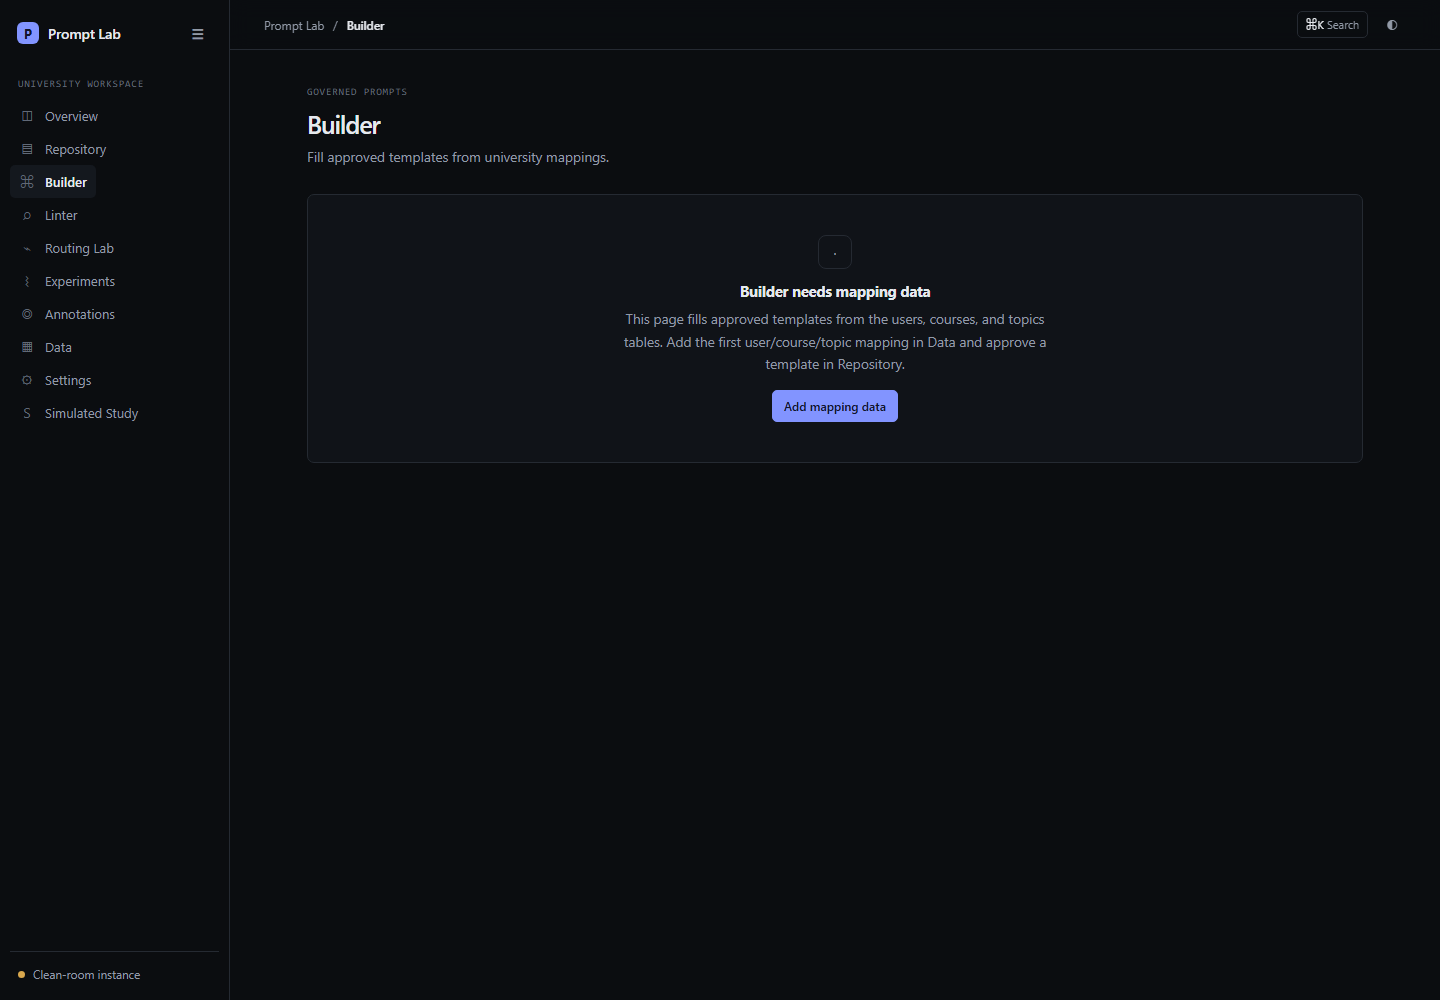 P Prompt Lab
UNIVERSITY WORKSPACE
Overview
Repository
Builder
Linter
Routing Lab
Experiments
Annotations
Data
Settings
S Simulated Study
Clean-room instance
Prompt Lab / Builder
⌘K Search
GOVERNED PROMPTS
Builder
Fill approved templates from university mappings.
Builder needs mapping data
This page fills approved templates from the users, courses, and topics
tables. Add the first user/course/topic mapping in Data and approve a
template in Repository.
Add mapping data